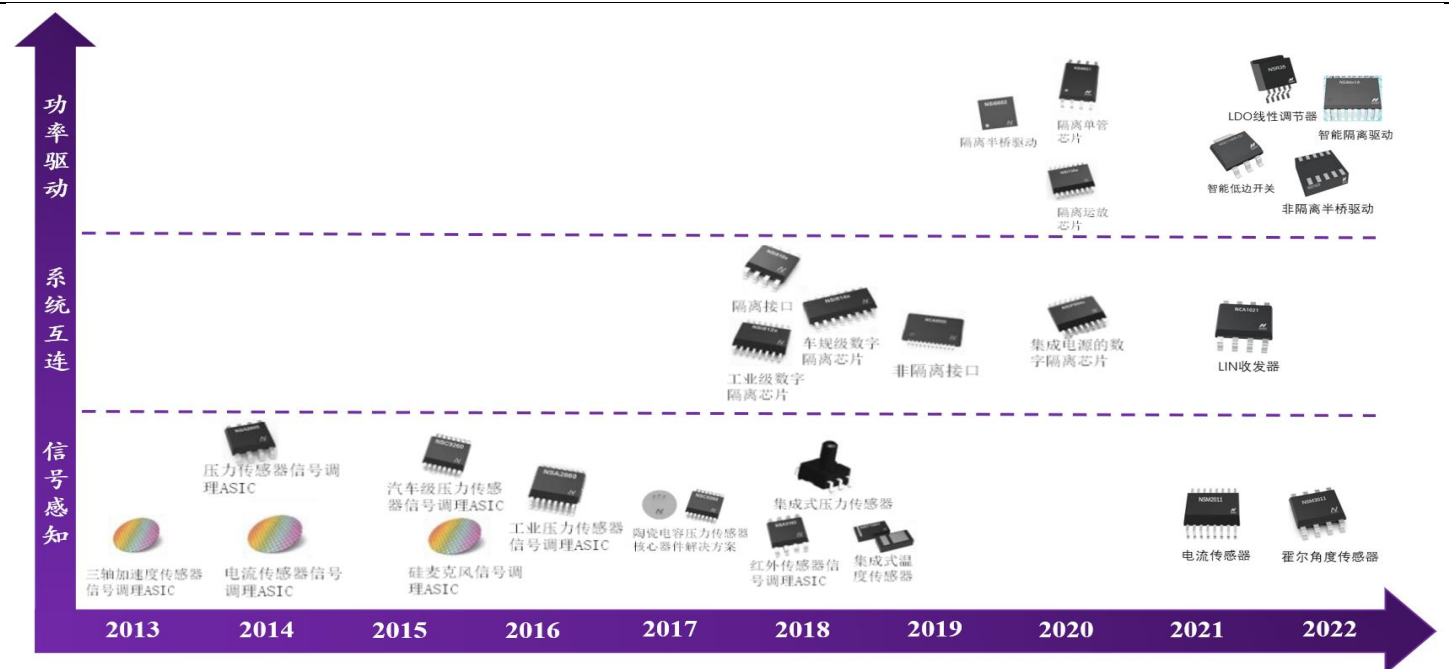 功率驱动
NSi6602
隔离半桥驱动
隔离单管
芯片
隔离运放
芯片
LDO线性调节器
智能隔离驱动
智能低边开关
非隔离半桥驱动
系统互连
隔离接口
工业级数字
隔离芯片
车规级数字
隔离芯片
非隔离接口
集成电源的数
字隔离芯片
NCA1021
LIN收发器
信号感知
三轴加速度传感器
信号调理ASIC
压力传感器信号调
理ASIC
电流传感器信号
调理ASIC
NSC9260
汽车级压力传感
器信号调理ASIC
硅麦克风信号调
理ASIC
NSA2860
工业压力传感器
信号调理ASIC
陶瓷电容压力传感器
核心器件解决方案
集成式压力传感器
红外传感器信
号调理ASIC
集成式温
度传感器
NSM2011
电流传感器
NSM3011
霍尔角度传感器
2013
2014
2015
2016
2017
2018
2019
2020
2021
2022